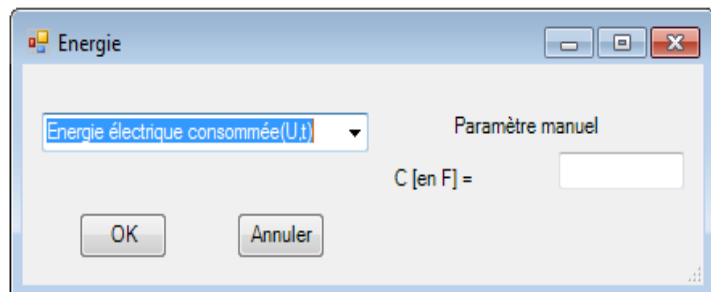 Energie
Energie électrique consommée(U,t)
Paramètre manuel
C [en F] =
OK
Annuler